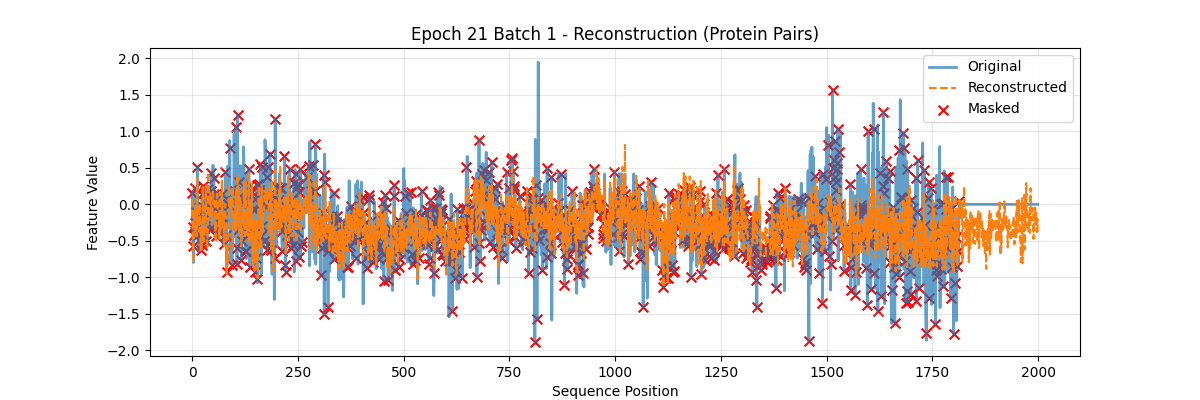 Epoch 21 Batch 1 - Reconstruction (Protein Pairs)
Original
Reconstructed
Masked
Feature Value
2.0
1.5
1.0
0.5
0.0
−0.5
−1.0
−1.5
−2.0
0 250 500 750 1000 1250 1500 1750 2000
Sequence Position